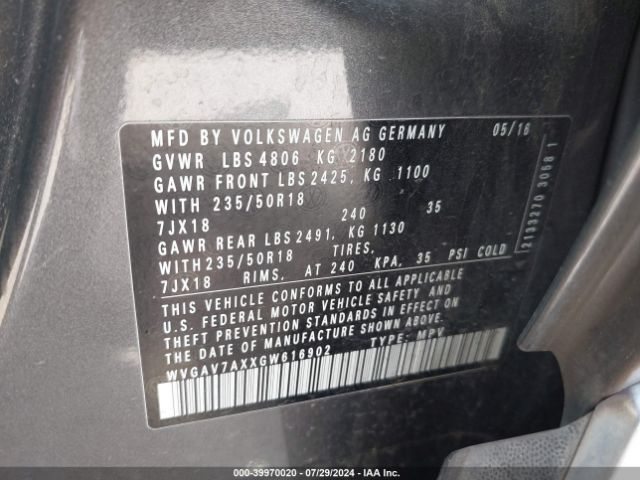 MFD BY VOLKSWAGEN AG GERMANY 05/16
GVWR LBS 4806 KG 2180
GAWR FRONT LBS 2425, KG 1100
WITH 235/50R18
7JX18 240 35
GAWR REAR LBS 2491, KG 1130
WITH 235/50R18 TIRES,
7JX18 RIMS, AT 240 KPA, 35 PSI COLD
THIS VEHICLE CONFORMS TO ALL APPLICABLE
U.S. FEDERAL MOTOR VEHICLE SAFETY AND
THEFT PREVENTION STANDARDS IN EFFECT ON
THE DATE OF MANUFACTURE SHOWN ABOVE.
WVGAV7AXXGW616902 TYPE: MPV
2134270 3068 1
000-39970020 - 07/29/2024 - IAA Inc.